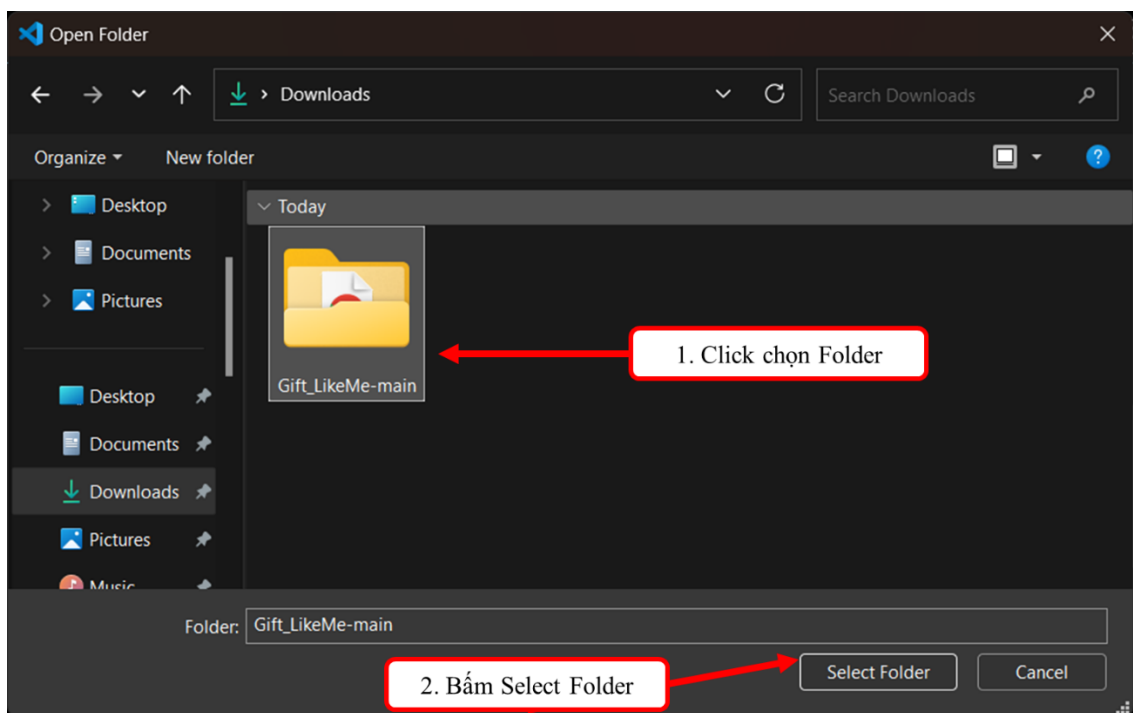 Open Folder
Downloads
Search Downloads
Organize
New folder
Desktop
Documents
Pictures
Desktop
Documents
Downloads
Pictures
Music
Today
Gift_LikeMe-main
1. Click chọn Folder
Folder:
Gift_LikeMe-main
2. Bấm Select Folder
Select Folder
Cancel